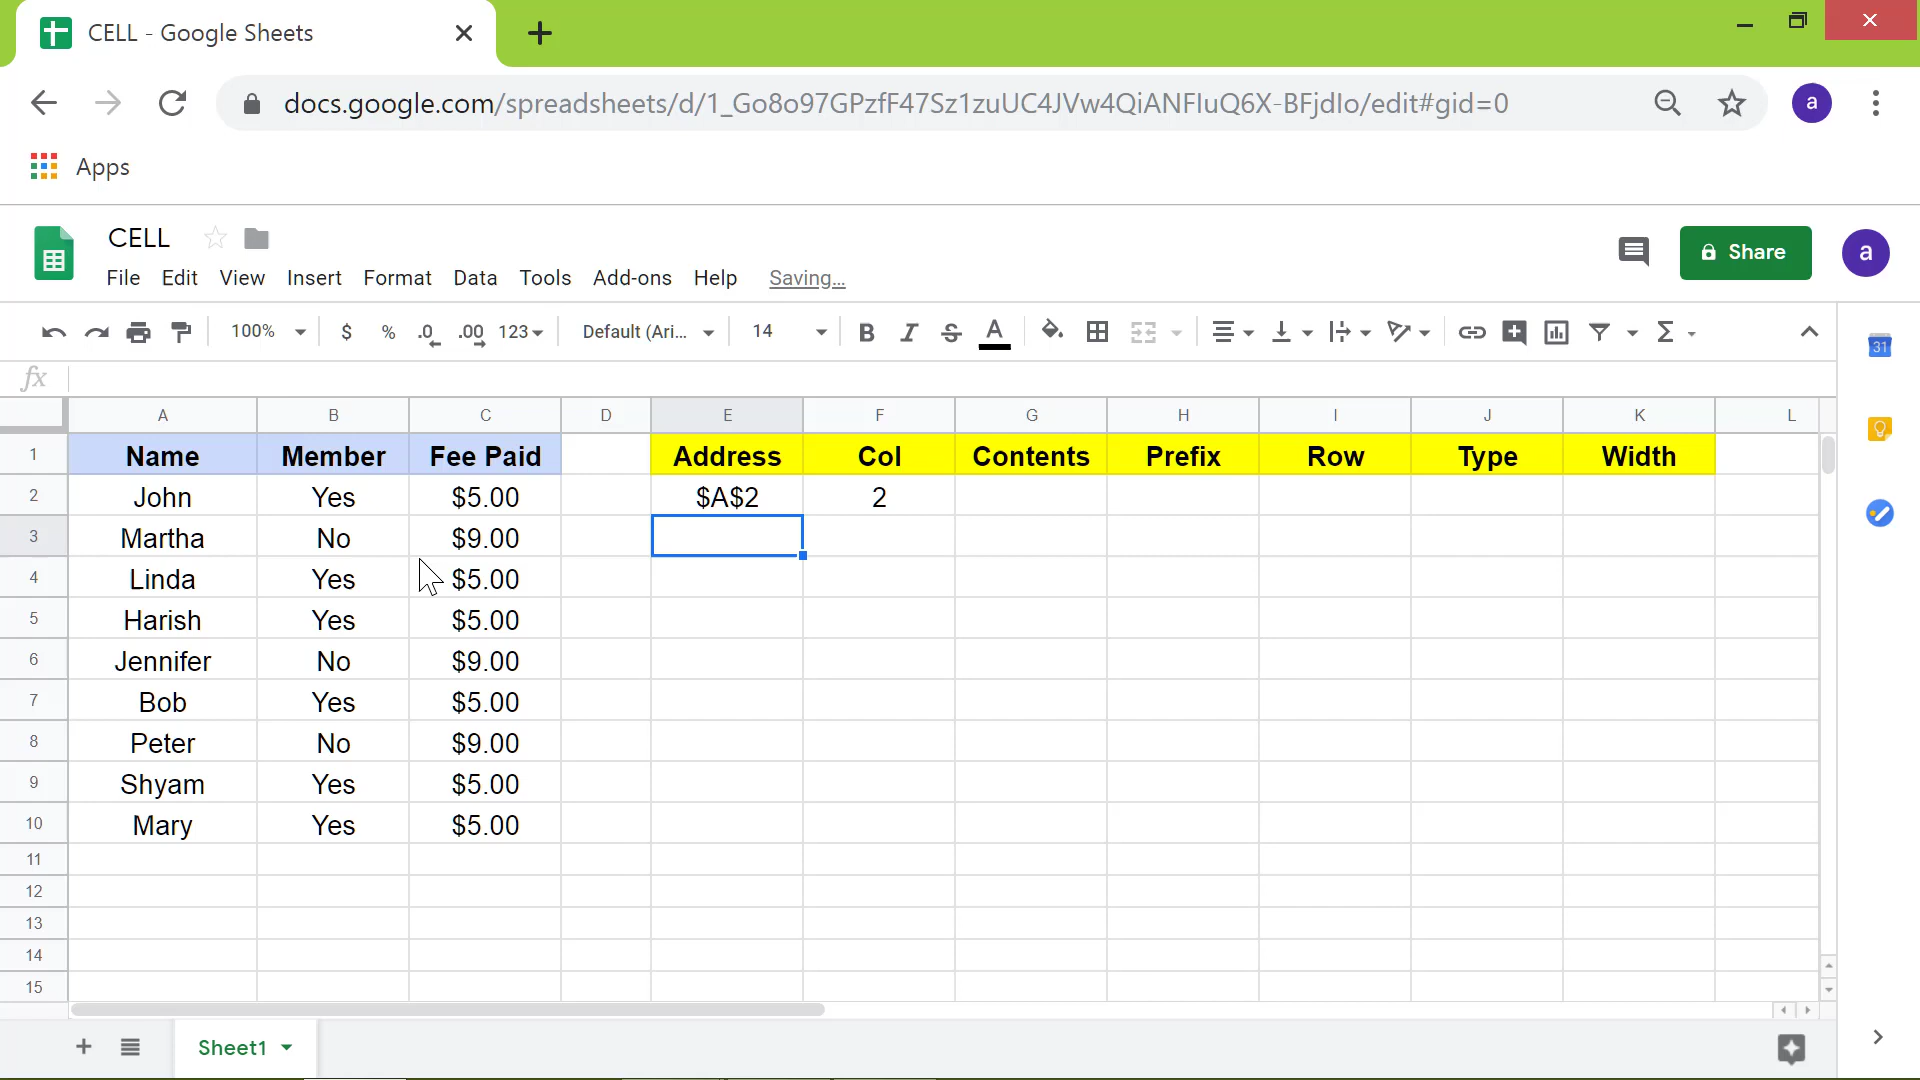 CELL - Google Sheets
docs.google.com/spreadsheets/d/1_Go8o97GPzfF47Sz1zuUC4JVw4QiANFIuQ6X-BFjdIo/edit#gid=0
a
Apps
CELL
File Edit View Insert Format Data Tools Add-ons Help Saving...
Share
a
100% $ % .0 .00 123 Default (Ari... 14 B I S A
31
fx
A B C D E F G H I J K L
1 Name Member Fee Paid Address Col Contents Prefix Row Type Width
2 John Yes $5.00 $A$2 2
3 Martha No $9.00
4 Linda Yes $5.00
5 Harish Yes $5.00
6 Jennifer No $9.00
7 Bob Yes $5.00
8 Peter No $9.00
9 Shyam Yes $5.00
10 Mary Yes $5.00
11
12
13
14
15
Sheet1